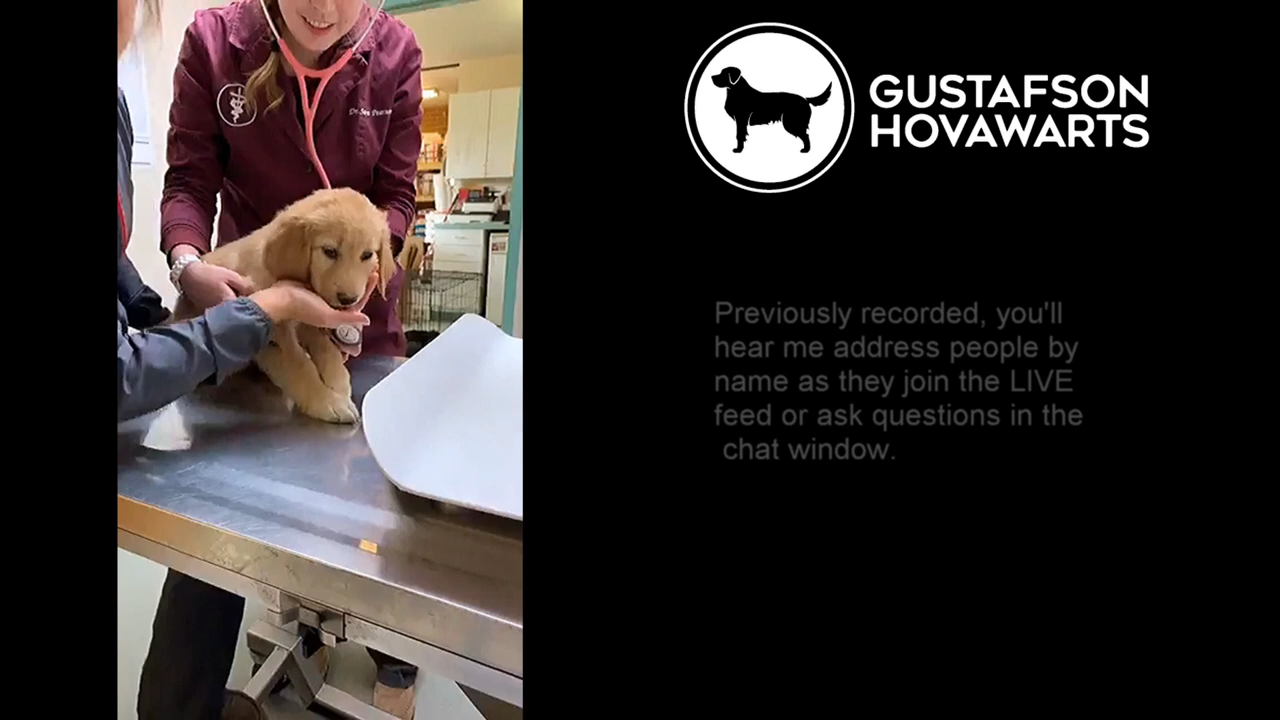 GUSTAFSON
HOVAWARTS
Previously recorded, you'll
hear me address people by
name as they join the LIVE
feed or ask questions in the
chat window.